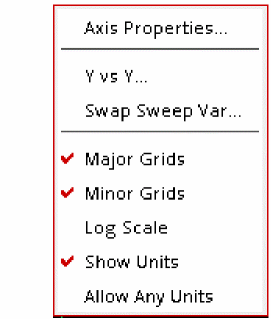 Axis Properties...
Y vs Y...
Swap Sweep Var...
Major Grids
Minor Grids
Log Scale
Show Units
Allow Any Units